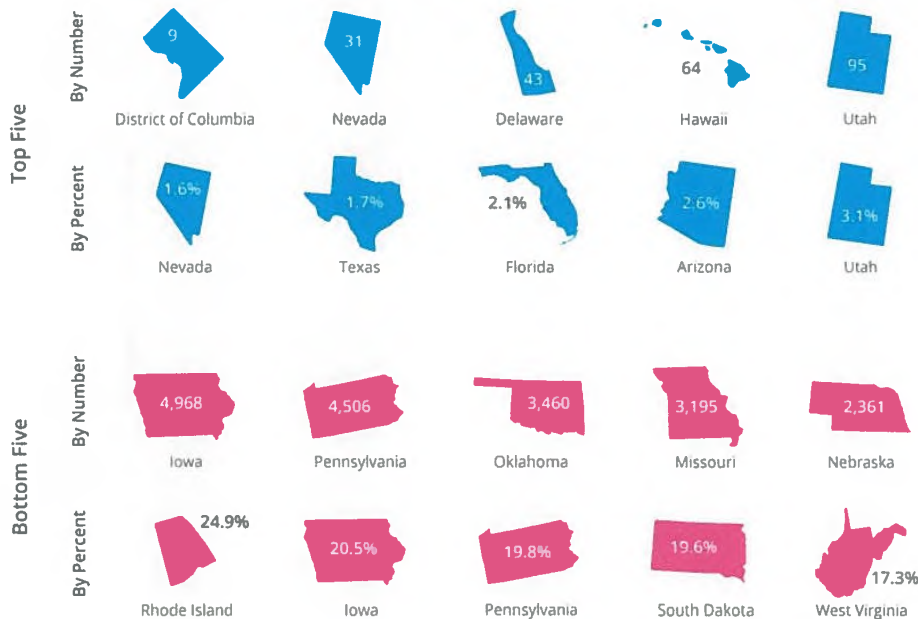 Top Five
By Number
9
31
43
64
95
District of Columbia
Nevada
Delaware
Hawaii
Utah
By Percent
1.6%
1.7%
2.1%
2.6%
3.1%
Nevada
Texas
Florida
Arizona
Utah
Bottom Five
By Number
4,968
4,506
3,460
3,195
2,361
Iowa
Pennsylvania
Oklahoma
Missouri
Nebraska
By Percent
24.9%
20.5%
19.8%
19.6%
17.3%
Rhode Island
Iowa
Pennsylvania
South Dakota
West Virginia